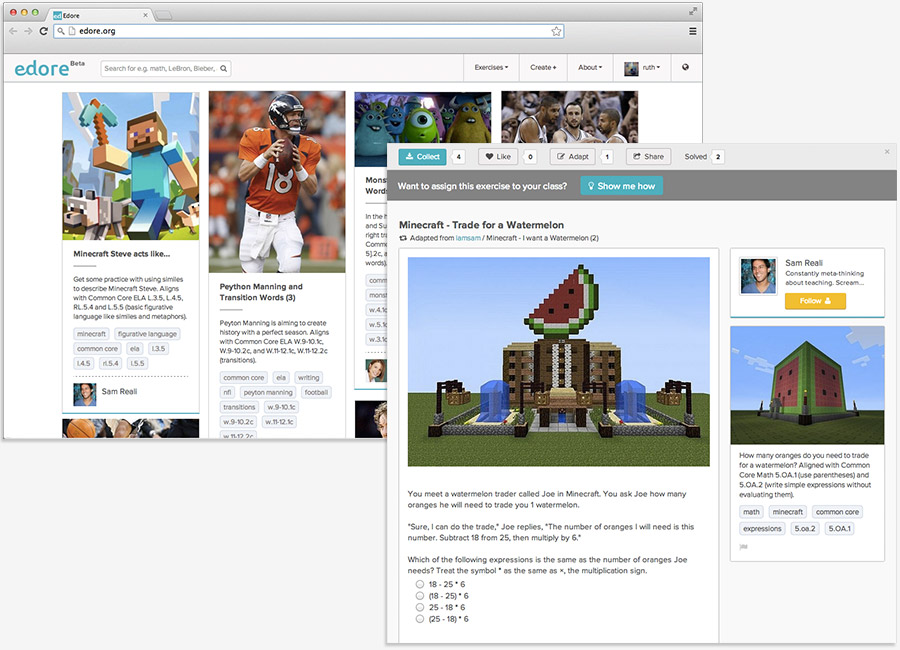 Edore
edore.org
edore Beta
Search for e.g. math, LeBron, Bieber,
Exercises
Create +
About
ruth
Minecraft Steve acts like...
Get some practice with using similes
to describe Minecraft Steve. Aligns
with Common Core ELA L.3.5, L.4.5,
RL.5.4 and L.5.5 (basic figurative
language like similes and metaphors).
minecraft figurative language
common core ela l.3.5
l.4.5 rl.5.4 l.5.5
Sam Reali
18
Peython Manning and
Transition Words (3)
Peyton Manning is aiming to create
history with a perfect season. Aligns
with Common Core ELA W.9-10.1c,
W.9-10.2c, and W.11-12.1c, W.11-12.2c
(transitions).
common core ela writing
nfl peyton manning football
transitions w.9-10.1c
w.9-10.2c w.11-12.1c
w.11-12.2c
Mons
Word
In the h
and Su
right tr
Comme
5].2c, a
words).
comm
monst
w.4.1c
w.5.1c
w.3.1c
Collect 4 Like 0 Adapt 1 Share Solved 2
Want to assign this exercise to your class? Show me how
Minecraft - Trade for a Watermelon
Adapted from iamsam / Minecraft - I want a Watermelon (2)
You meet a watermelon trader called Joe in Minecraft. You ask Joe how many
oranges he will need to trade you 1 watermelon.
"Sure, I can do the trade," Joe replies, "The number of oranges I will need is this
number. Subtract 18 from 25, then multiply by 6."
Which of the following expressions is the same as the number of oranges Joe
needs? Treat the symbol * as the same as ×, the multiplication sign.
18 - 25 * 6
(18 - 25) * 6
25 - 18 * 6
(25 - 18) * 6
Sam Reali
Constantly meta-thinking
about teaching. Scream...
Follow
How many oranges do you need to trade
for a watermelon? Aligned with Common
Core Math 5.OA.1 (use parentheses) and
5.OA.2 (write simple expressions without
evaluating them).
math minecraft common core
expressions 5.oa.2 5.OA.1